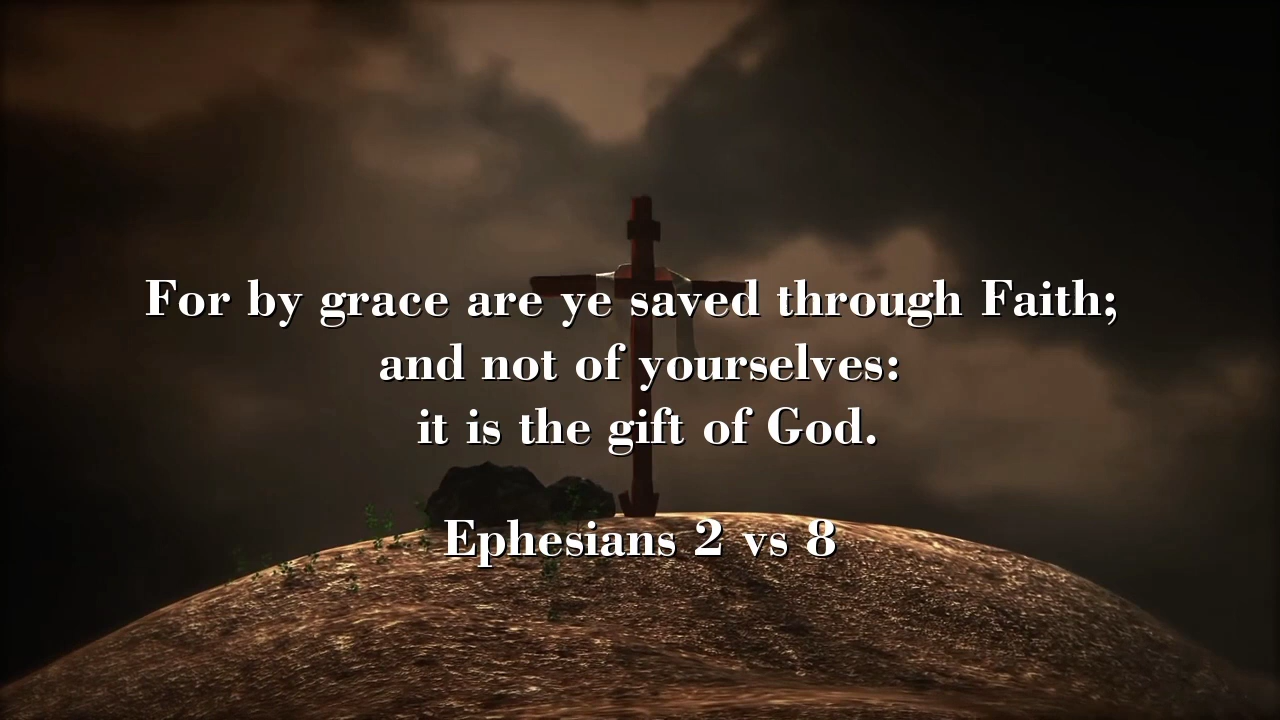 For by grace are ye saved through Faith;
and not of yourselves:
it is the gift of God.
Ephesians 2 vs 8